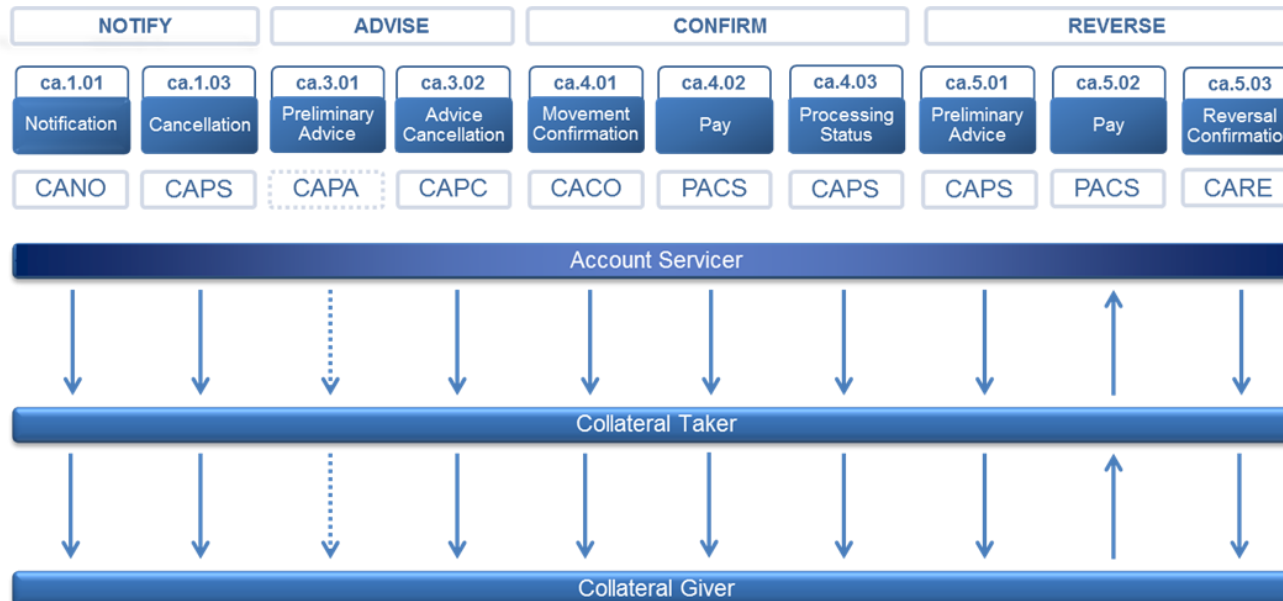 NOTIFY
ADVISE
CONFIRM
REVERSE
ca.1.01
ca.1.03
ca.3.01
ca.3.02
ca.4.01
ca.4.02
ca.4.03
ca.5.01
ca.5.02
ca.5.03
Notification
Cancellation
Preliminary
Advice
Advice
Cancellation
Movement
Confirmation
Pay
Processing
Status
Preliminary
Advice
Pay
Reversal
Confirmation
CANO
CAPS
CAPA
CAPC
CACO
PACS
CAPS
CAPS
PACS
CARE
Account Servicer
Collateral Taker
Collateral Giver